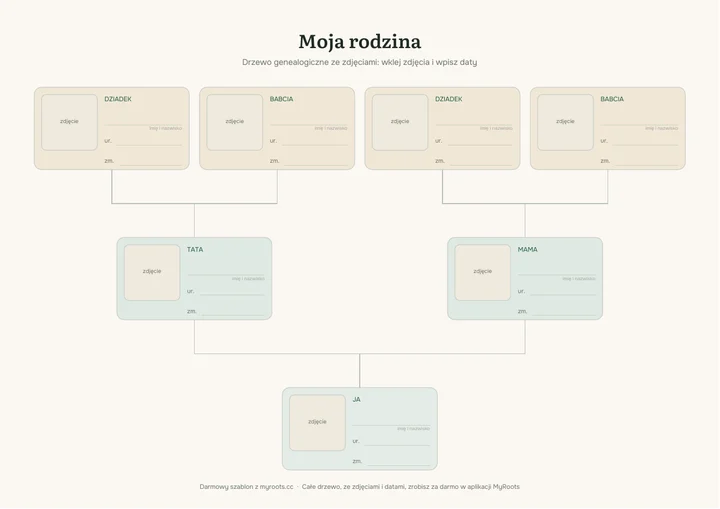 Moja rodzina
Drzewo genealogiczne ze zdjęciami: wklej zdjęcia i wpisz daty
DZIADEK
zdjęcie
imię i nazwisko
ur.
zm.
BABCIA
zdjęcie
imię i nazwisko
ur.
zm.
DZIADEK
zdjęcie
imię i nazwisko
ur.
zm.
BABCIA
zdjęcie
imię i nazwisko
ur.
zm.
TATA
zdjęcie
imię i nazwisko
ur.
zm.
MAMA
zdjęcie
imię i nazwisko
ur.
zm.
JA
zdjęcie
imię i nazwisko
ur.
zm.
Darmowy szablon z myroots.cc · Całe drzewo, ze zdjęciami i datami, zrobisz za darmo w aplikacji MyRoots